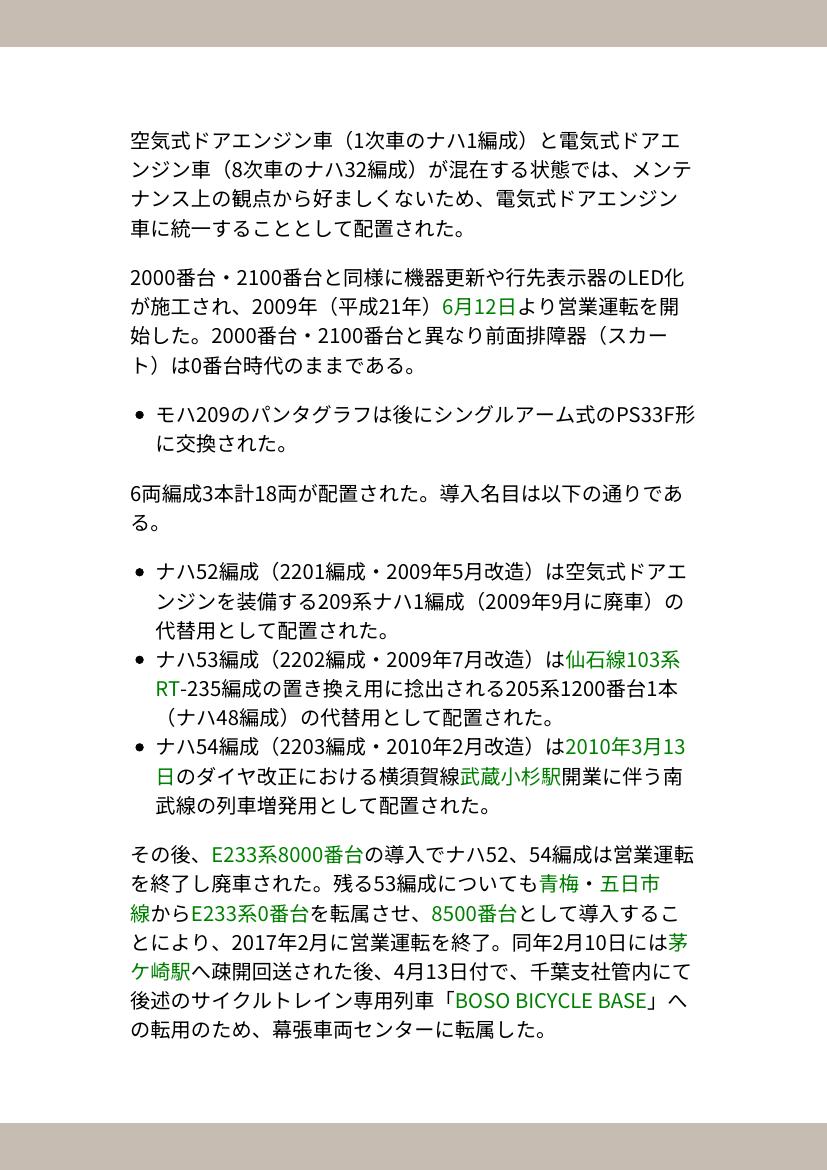 空気式ドアエンジン車（1次車のナハ1編成）と電気式ドアエ
ンジン車（8次車のナハ32編成）が混在する状態では、メンテ
ナンス上の観点から好ましくないため、電気式ドアエンジン
車に統一することとして配置された。
2000番台・2100番台と同様に機器更新や行先表示器のLED化
が施工され、2009年（平成21年）6月12日より営業運転を開
始した。2000番台・2100番台と異なり前面排障器（スカー
ト）は0番台時代のままである。
• モハ209のパンタグラフは後にシングルアーム式のPS33F形
に交換された。
6両編成3本計18両が配置された。導入名目は以下の通りであ
る。
• ナハ52編成（2201編成・2009年5月改造）は空気式ドアエ
ンジンを装備する209系ナハ1編成（2009年9月に廃車）の
代替用として配置された。
• ナハ53編成（2202編成・2009年7月改造）は仙石線103系
RT-235編成の置き換え用に捻出される205系1200番台1本
（ナハ48編成）の代替用として配置された。
• ナハ54編成（2203編成・2010年2月改造）は2010年3月13
日のダイヤ改正における横須賀線武蔵小杉駅開業に伴う南
武線の列車増発用として配置された。
その後、E233系8000番台の導入でナハ52、54編成は営業運転
を終了し廃車された。残る53編成についても青梅・五日市
線からE233系0番台を転属させ、8500番台として導入するこ
とにより、2017年2月に営業運転を終了。同年2月10日には茅
ケ崎駅へ疎開回送された後、4月13日付で、千葉支社管内にて
後述のサイクルトレイン専用列車「BOSO BICYCLE BASE」へ
の転用のため、幕張車両センターに転属した。